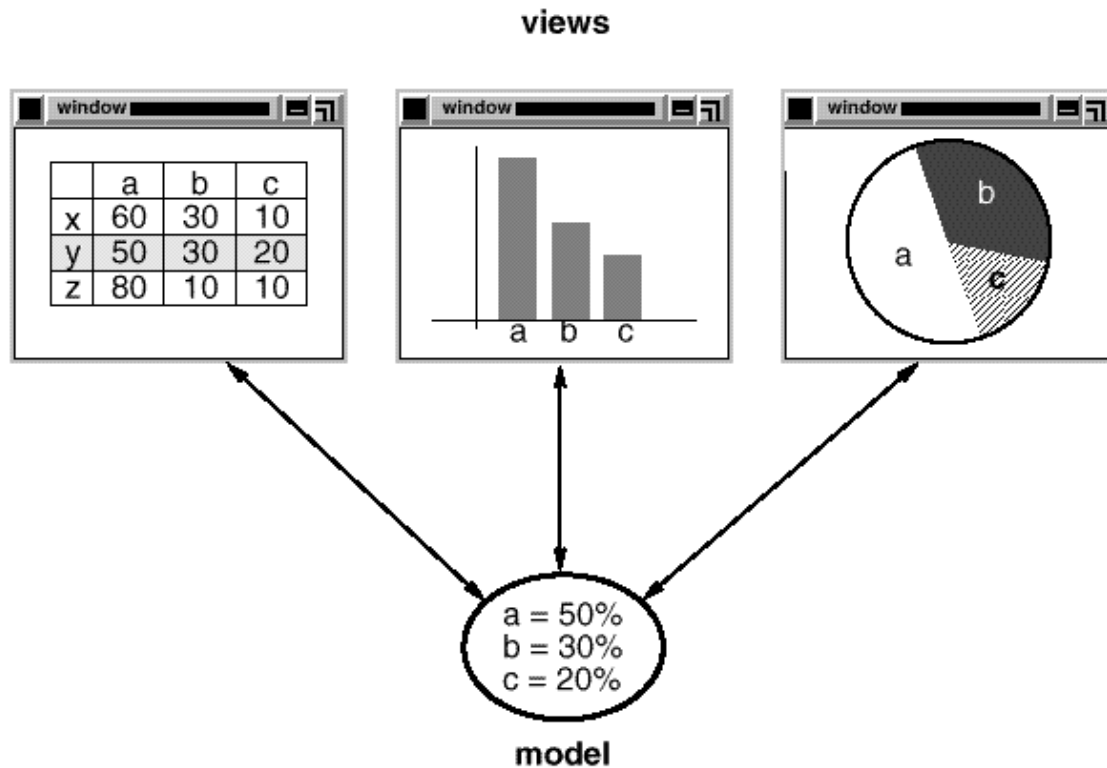 views
window
a b c
x 60 30 10
y 50 30 20
z 80 10 10
window
a b c
window
b
a
c
a = 50%
b = 30%
c = 20%
model